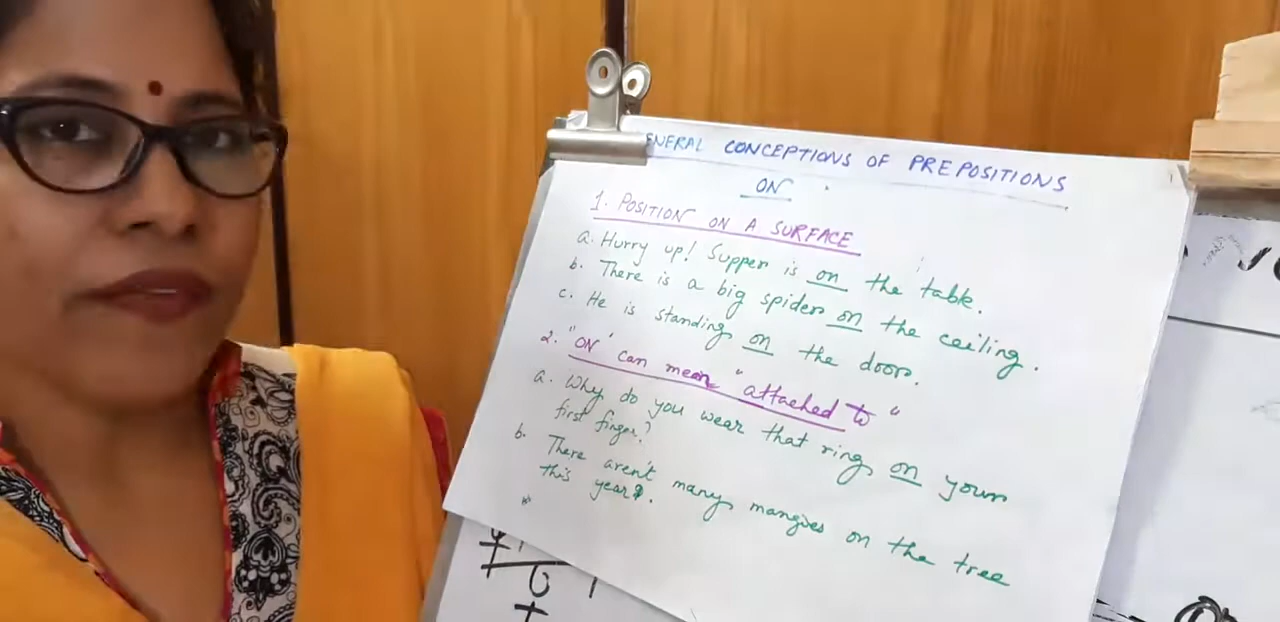 ENERAL CONCEPTIONS OF PREPOSITIONS
ON
1. POSITION ON A SURFACE
a. Hurry up! Supper is on the table.
b. There is a big spider on the ceiling.
c. He is standing on the door.
2. "ON" can mean "attached to"
a. Why do you wear that ring on your
first finger?
b. There aren't many mangoes on the tree
this year.